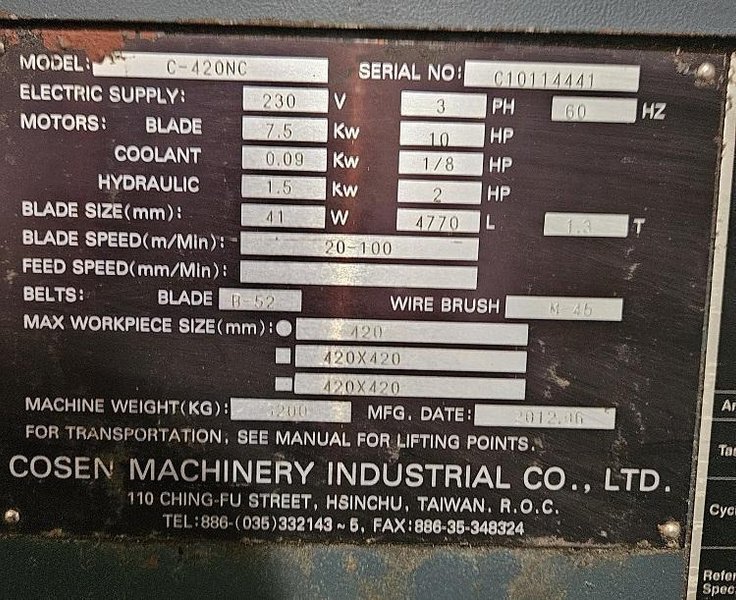 MODEL: C-420NC SERIAL NO: C10114441
ELECTRIC SUPPLY: 230 V 3 PH 60 HZ
MOTORS: BLADE 7.5 Kw 10 HP
COOLANT 0.09 Kw 1/8 HP
HYDRAULIC 1.5 Kw 2 HP
BLADE SIZE(mm): 41 W 4770 L 1.3 T
BLADE SPEED(m/Min): 20-100
FEED SPEED(mm/Min):
BELTS: BLADE B-52 WIRE BRUSH M-45
MAX WORKPIECE SIZE(mm): 420
420X420
420X420
MACHINE WEIGHT(KG): MFG. DATE: 2012.06
FOR TRANSPORTATION, SEE MANUAL FOR LIFTING POINTS.
COSEN MACHINERY INDUSTRIAL CO., LTD.
110 CHING-FU STREET, HSINCHU, TAIWAN, R.O.C.
TEL:886-(035)332143~5, FAX:886-35-348324